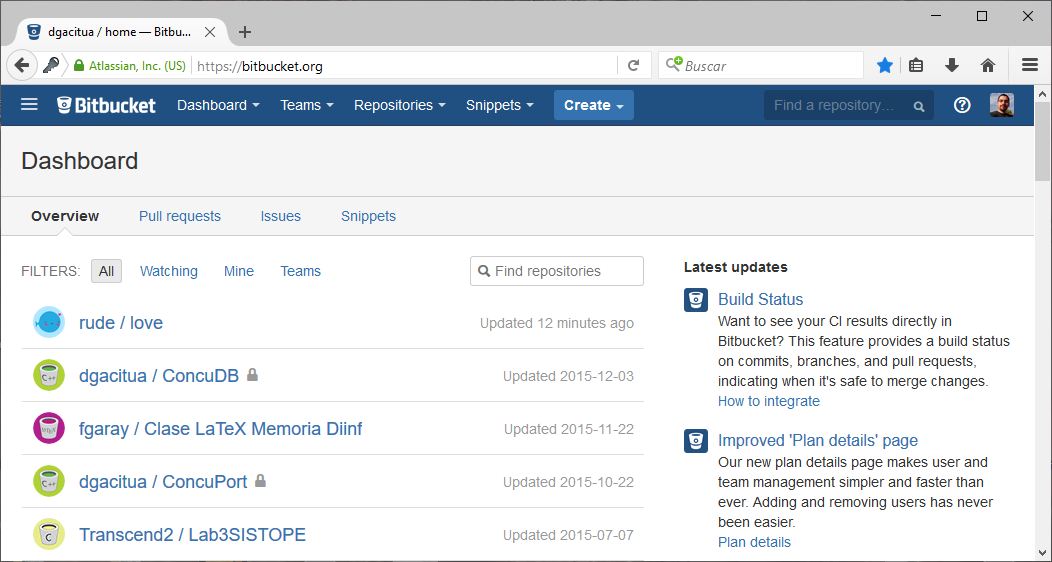 dgacitua / home — Bitbu...
Atlassian, Inc. (US) https://bitbucket.org Buscar
Bitbucket Dashboard Teams Repositories Snippets Create Find a repository...
Dashboard
Overview Pull requests Issues Snippets
FILTERS: All Watching Mine Teams Find repositories
rude / love Updated 12 minutes ago
C++ dgacitua / ConcuDB Updated 2015-12-03
fgaray / Clase LaTeX Memoria Diinf Updated 2015-11-22
C++ dgacitua / ConcuPort Updated 2015-10-22
C Transcend2 / Lab3SISTOPE Updated 2015-07-07
Latest updates
Build Status
Want to see your CI results directly in
Bitbucket? This feature provides a build status
on commits, branches, and pull requests,
indicating when it's safe to merge changes.
How to integrate
Improved 'Plan details' page
Our new plan details page makes user and
team management simpler and faster than
ever. Adding and removing users has never
been easier.
Plan details